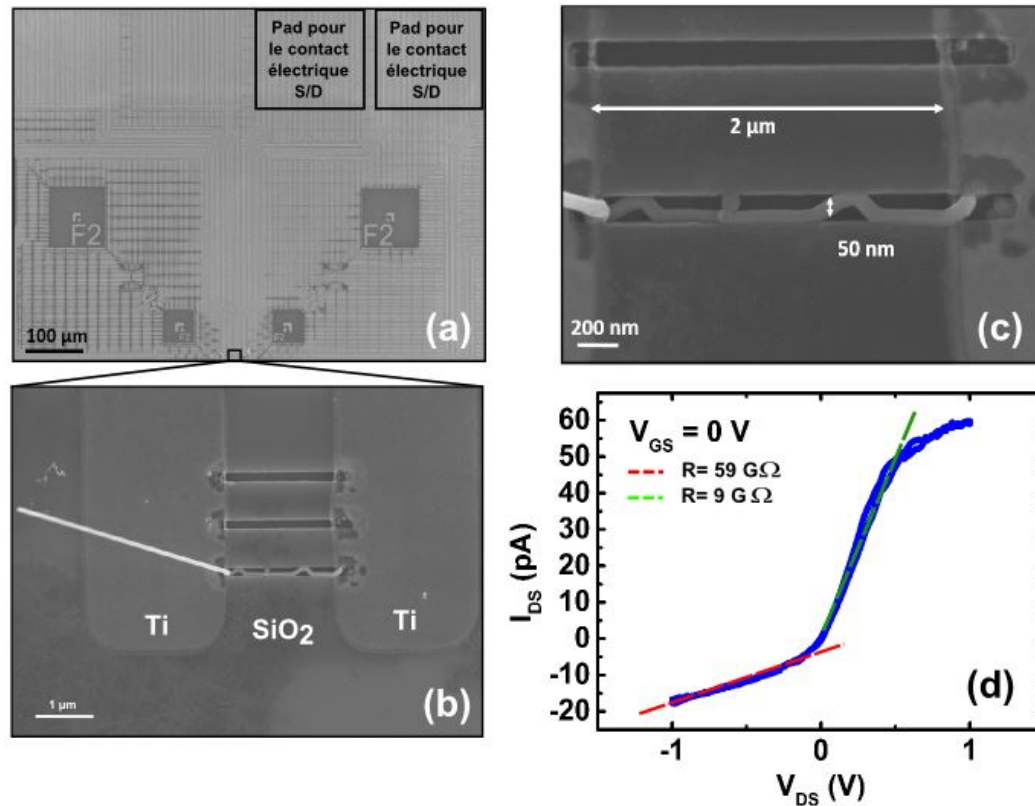 Pad pour
le contact
électrique
S/D
Pad pour
le contact
électrique
S/D
F2
F2
100 µm
(a)
2 µm
50 nm
200 nm
(c)
Ti
SiO2
Ti
1 µm
(b)
VGS = 0 V
R= 59 GΩ
R= 9 GΩ
60
50
40
30
20
10
0
-10
-20
IDS (pA)
-1
0
1
VDS (V)
(d)